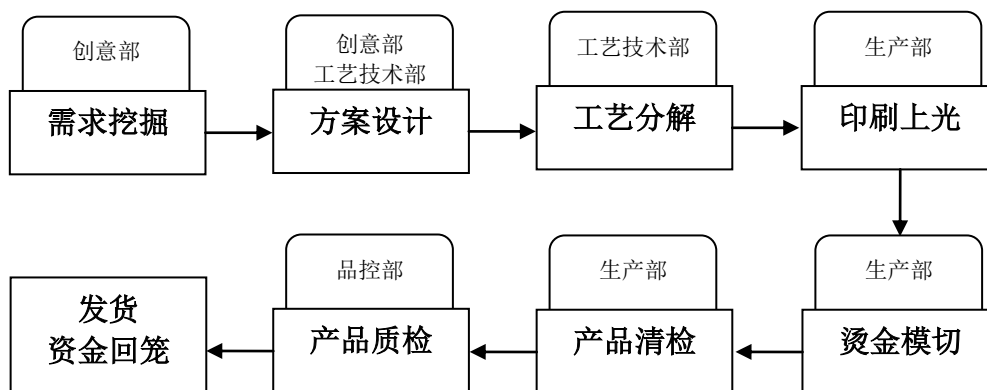 创意部
需求挖掘
创意部
工艺技术部
方案设计
工艺技术部
工艺分解
生产部
印刷上光
生产部
烫金模切
生产部
产品清检
品控部
产品质检
发货
资金回笼